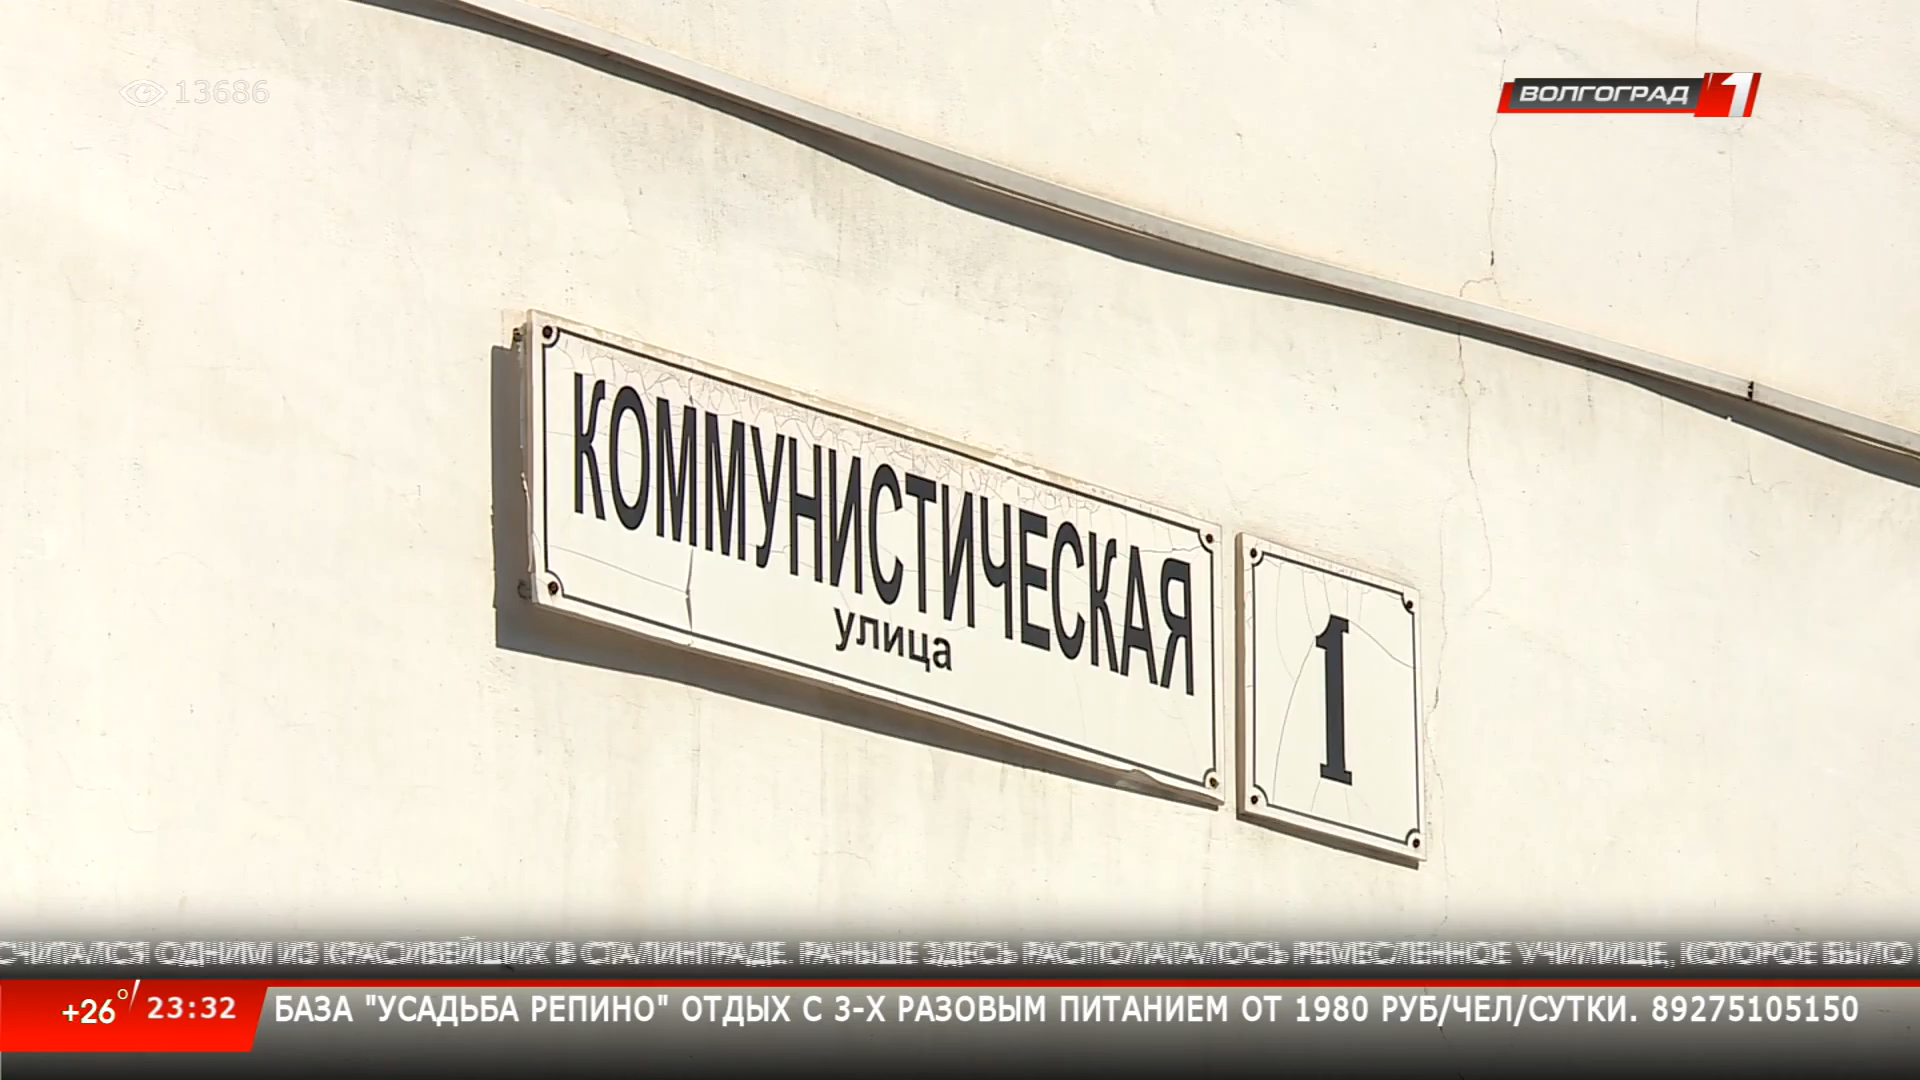 13686
ВОЛГОГРАД 1
КОММУНИСТИЧЕСКАЯ
улица
1
СЧИТАЛСЯ ОДНИМ ИЗ КРАСИВЕЙШИХ В СТАЛИНГРАДЕ. РАНЬШЕ ЗДЕСЬ РАСПОЛАГАЛОСЬ РЕМЕСЛЕННОЕ УЧИЛИЩЕ, КОТОРОЕ БЫЛО
+26° 23:32 БАЗА "УСАДЬБА РЕПИНО" ОТДЫХ С 3-Х РАЗОВЫМ ПИТАНИЕМ ОТ 1980 РУБ/ЧЕЛ/СУТКИ. 89275105150